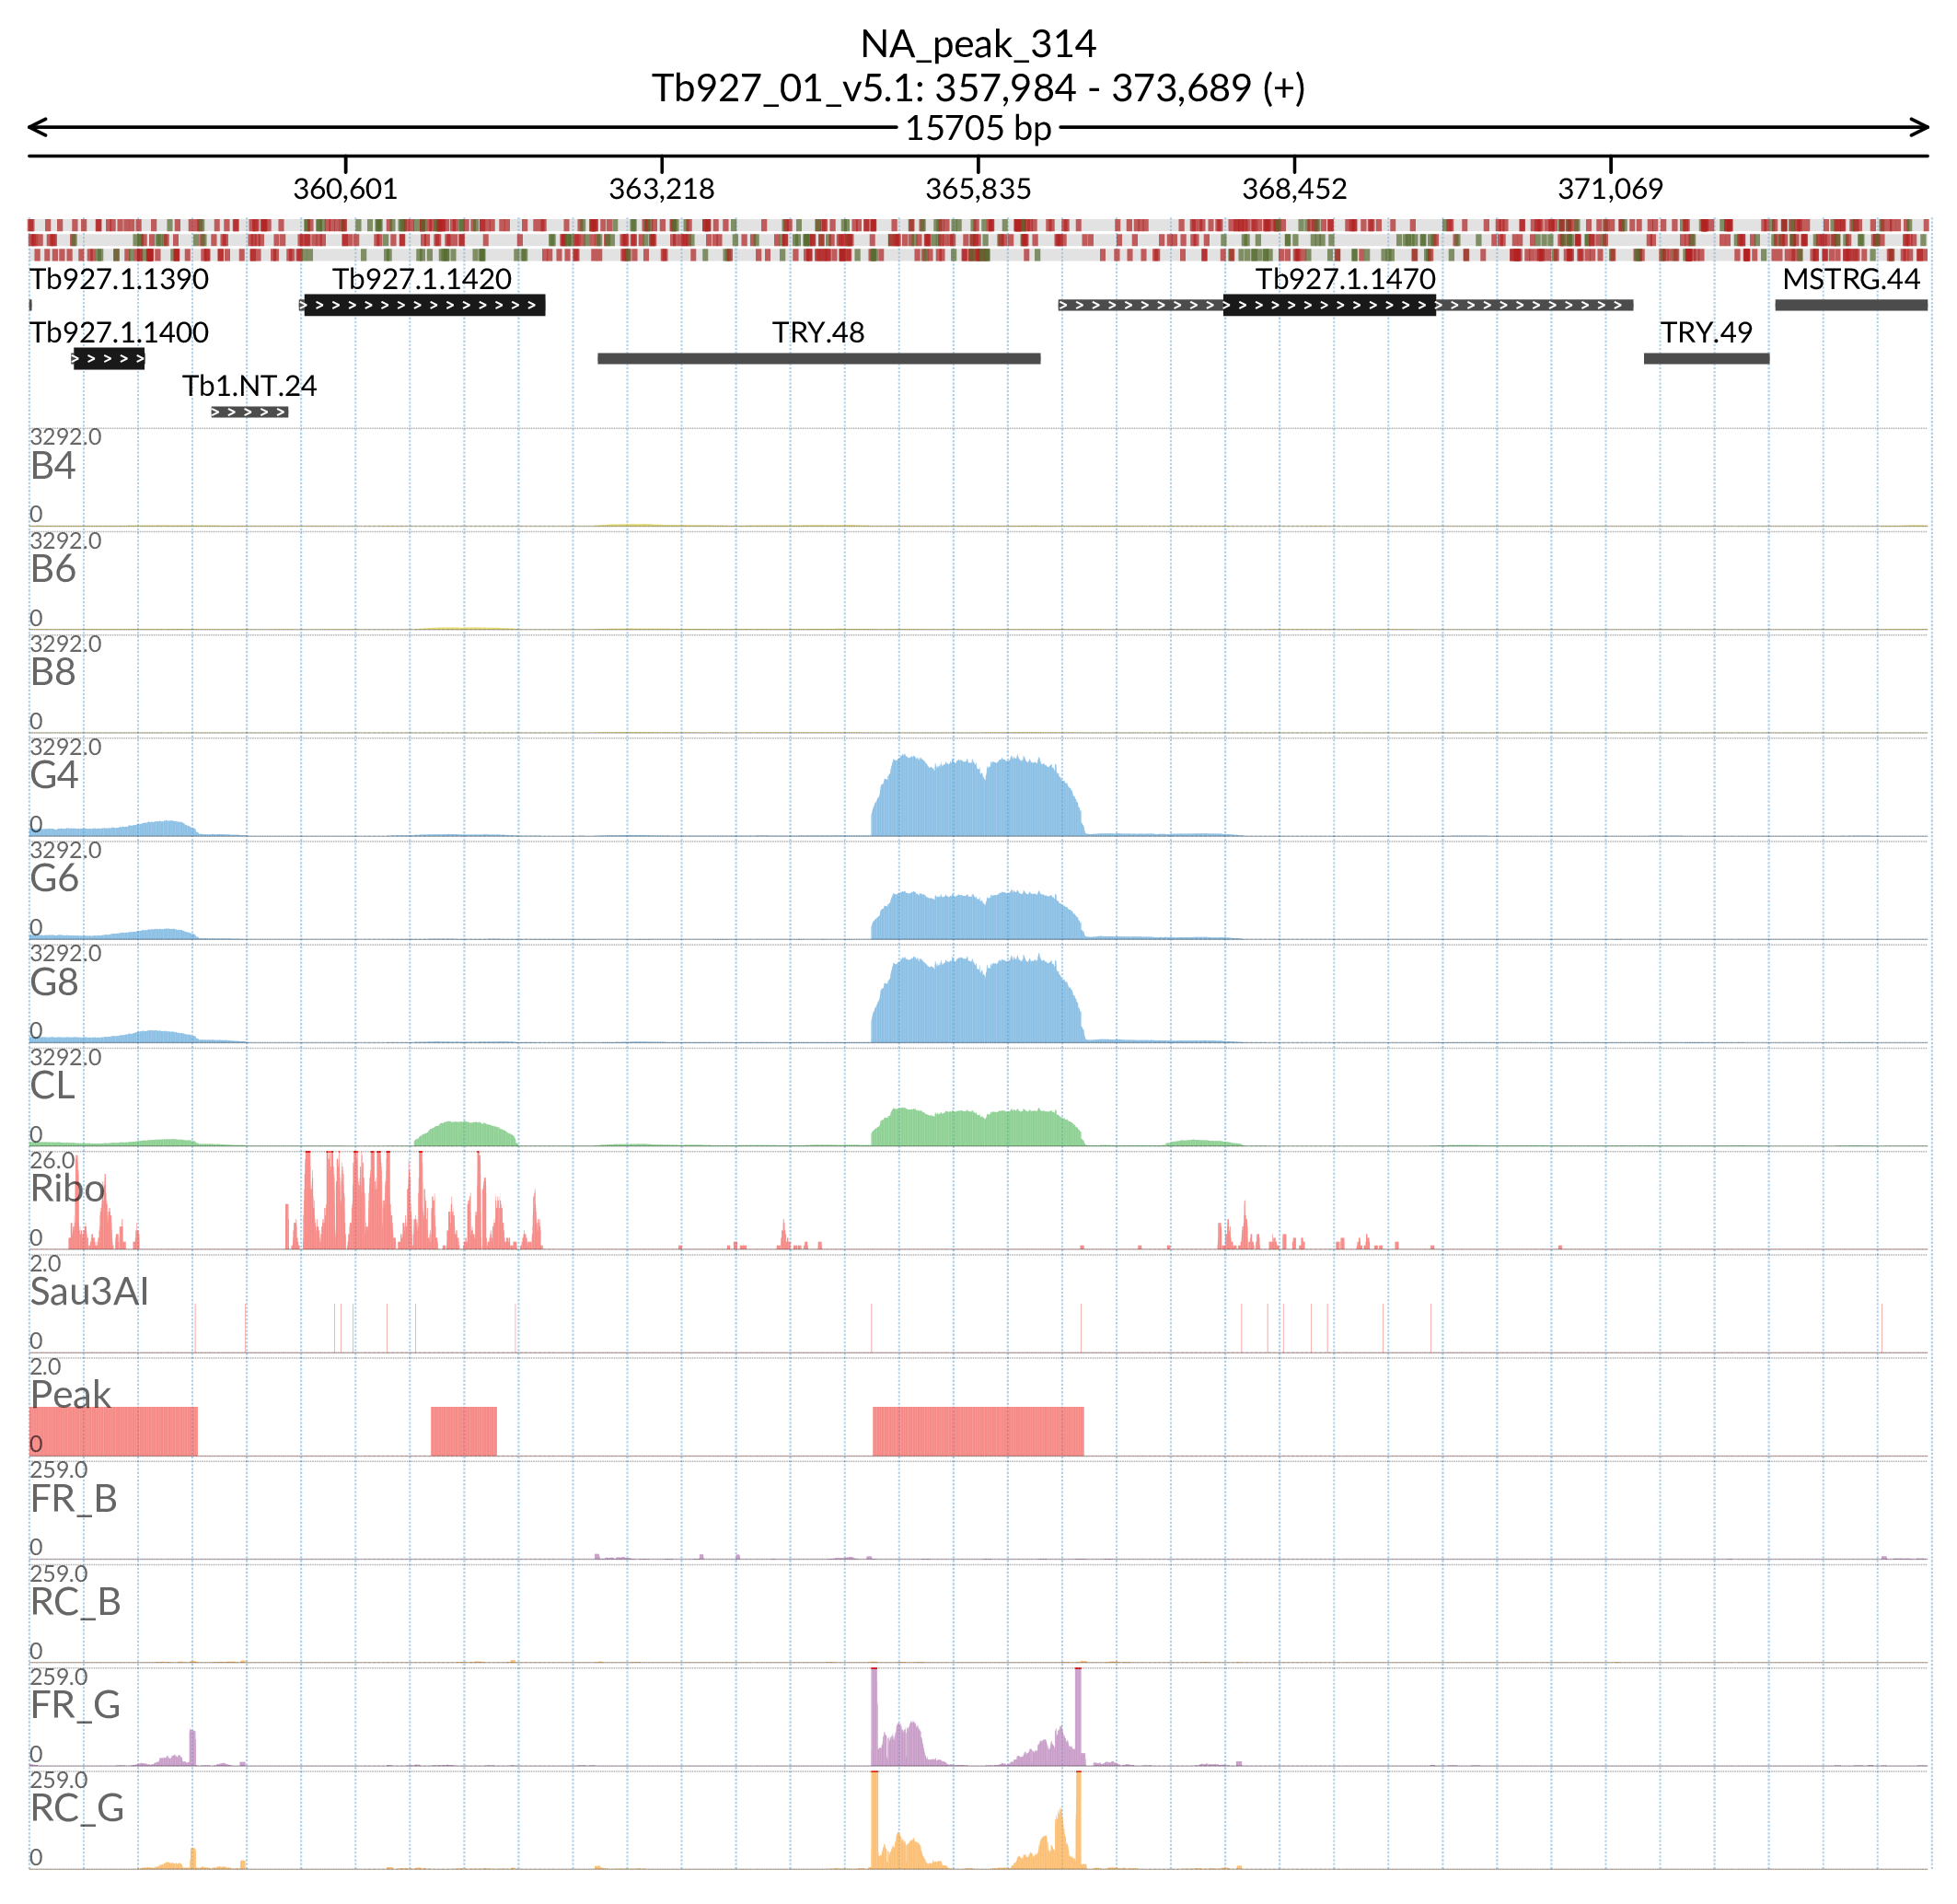 NA_peak_314
Tb927_01_v5.1: 357,984 - 373,689 (+)
15705 bp
360,601 363,218 365,835 368,452 371,069
Tb927.1.1390 Tb927.1.1420 Tb927.1.1470 MSTRG.44
Tb927.1.1400 TRY.48 TRY.49
Tb1.NT.24
3292.0
B4
0
3292.0
B6
0
3292.0
B8
0
3292.0
G4
0
3292.0
G6
0
3292.0
G8
0
3292.0
CL
0
26.0
Ribo
0
2.0
Sau3AI
0
2.0
Peak
0
259.0
FR_B
0
259.0
RC_B
0
259.0
FR_G
0
259.0
RC_G
0